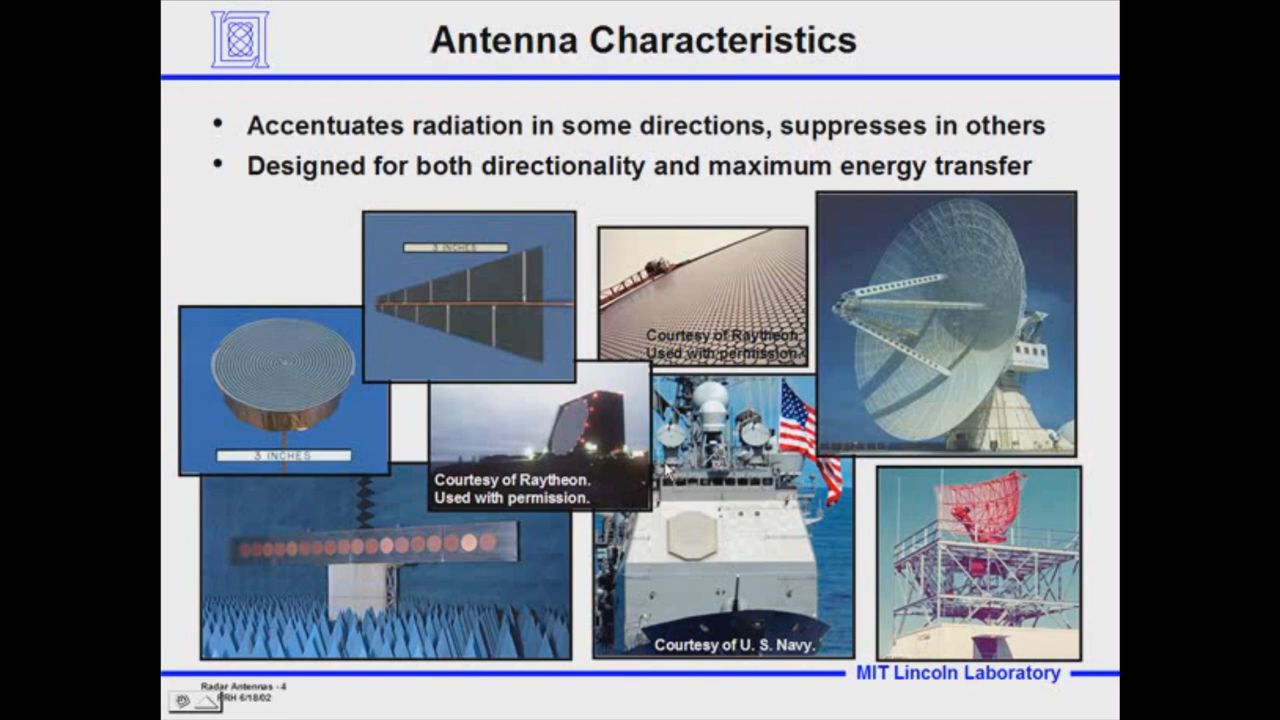 Antenna Characteristics
• Accentuates radiation in some directions, suppresses in others
• Designed for both directionality and maximum energy transfer
3 INCHES
Courtesy of Raytheon.
Used with permission.
3 INCHES
Courtesy of Raytheon.
Used with permission.
Courtesy of U. S. Navy.
MIT Lincoln Laboratory
Radar Antennas - 4
6/18/02